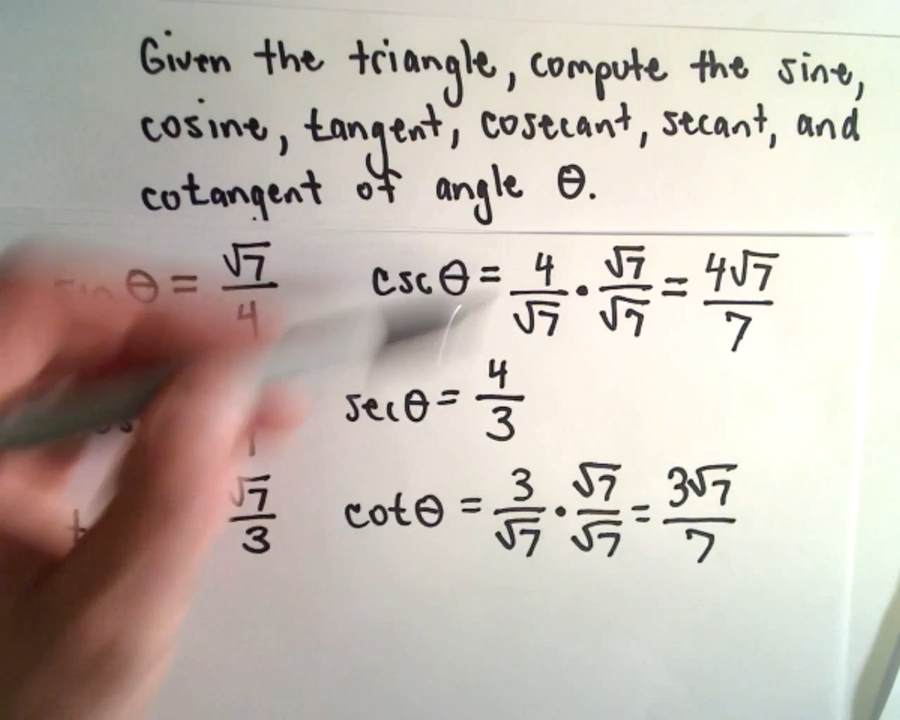 Given the triangle, compute the sine,
cosine, tangent, cosecant, secant, and
cotangent of angle θ.
θ = √7/4 cscθ = 4/√7 · √7/√7 = 4√7/7
secθ = 4/3
√7/3 cotθ = 3/√7 · √7/√7 = 3√7/7